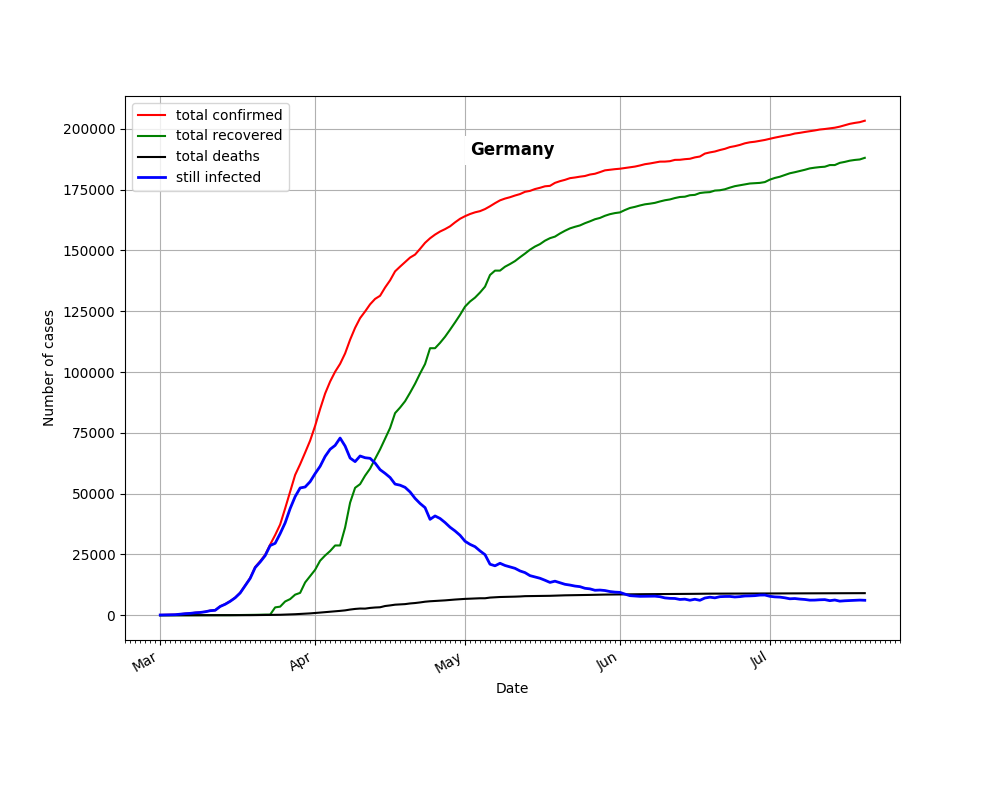 Germany
total confirmed
total recovered
total deaths
still infected
200000
175000
150000
125000
100000
75000
50000
25000
0
Number of cases
Mar
Apr
May
Jun
Jul
Date